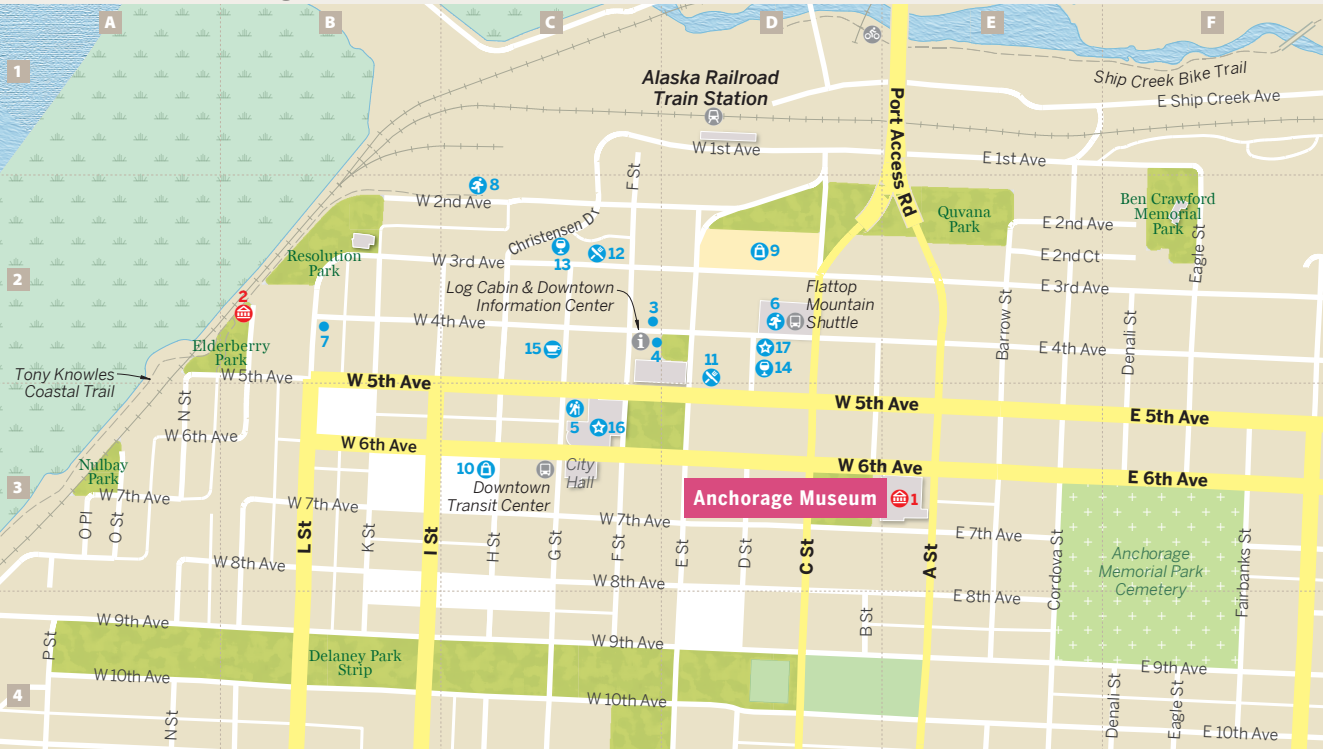 A
B
C
D
E
F
1
Alaska Railroad
Train Station
Port Access Rd
Ship Creek Bike Trail
E Ship Creek Ave
W 1st Ave
E 1st Ave
F St
8
W 2nd Ave
Christensen Dr
Quvana
Park
Ben Crawford
Memorial
Park
E 2nd Ave
Eagle St
Resolution
Park
W 3rd Ave
13
12
9
E 2nd Ct
2
Log Cabin & Downtown
Information Center
Flattop
Mountain
Shuttle
E 3rd Ave
2
3
6
Barrow St
Denali St
7
W 4th Ave
Elderberry
Park
15
4
11
17
14
E 4th Ave
Tony Knowles
Coastal Trail
W 5th Ave
W 5th Ave
W 5th Ave
E 5th Ave
N St
5
16
W 6th Ave
W 6th Ave
W 6th Ave
E 6th Ave
3
Nulbay
Park
10
City
Hall
Downtown
Transit Center
Anchorage Museum
1
W 7th Ave
W 7th Ave
W 7th Ave
E 7th Ave
O Pl
O St
L St
K St
I St
H St
G St
F St
E St
D St
C St
A St
Cordova St
Anchorage
Memorial Park
Cemetery
Fairbanks St
W 8th Ave
W 8th Ave
E 8th Ave
B St
P St
W 9th Ave
W 9th Ave
E 9th Ave
Delaney Park
Strip
4
W 10th Ave
W 10th Ave
N St
Denali St
Eagle St
E 10th Ave